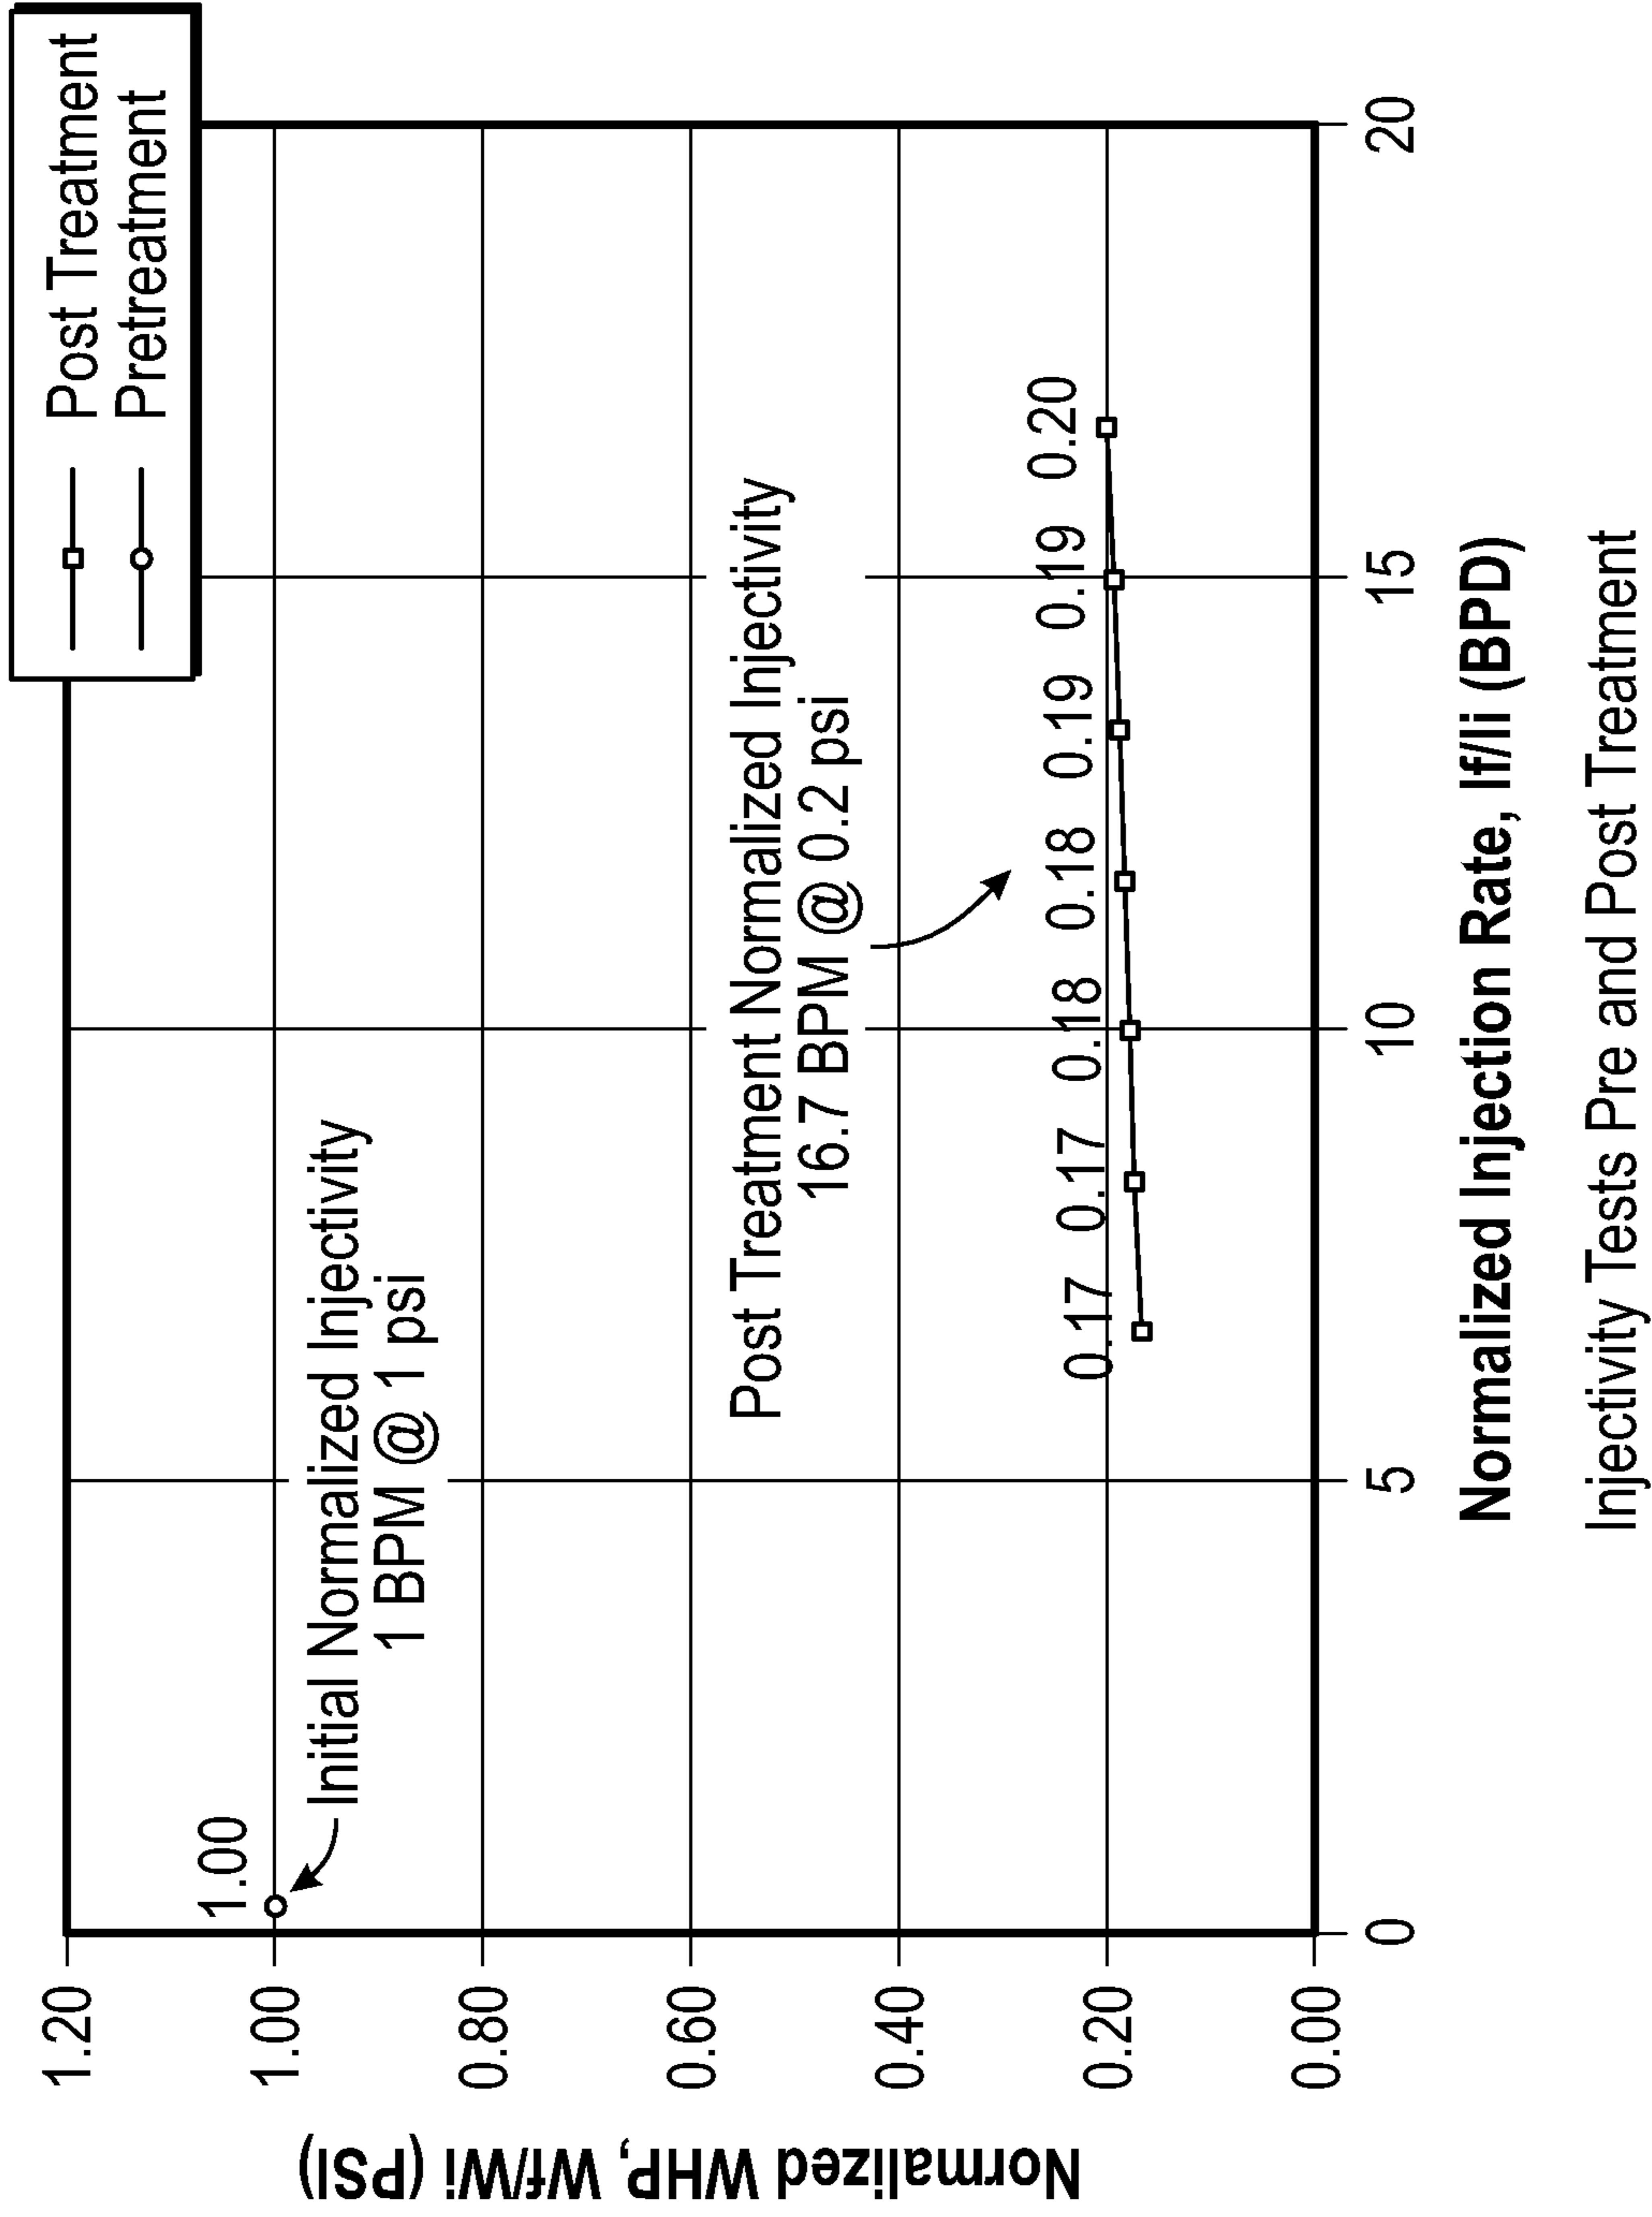 Post Treatment
Pretreatment
1.20
1.00
0.80
0.60
0.40
0.20
0.00
Normalized WHP, Wf/Wi (PSI)
1.00
Initial Normalized Injectivity
1 BPM @ 1 psi
Post Treatment Normalized Injectivity
16.7 BPM @ 0.2 psi
0.17 0.17 0.18 0.18 0.19 0.19 0.20
0 5 10 15 20
Normalized Injection Rate, If/Ii (BPD)
Injectivity Tests Pre and Post Treatment